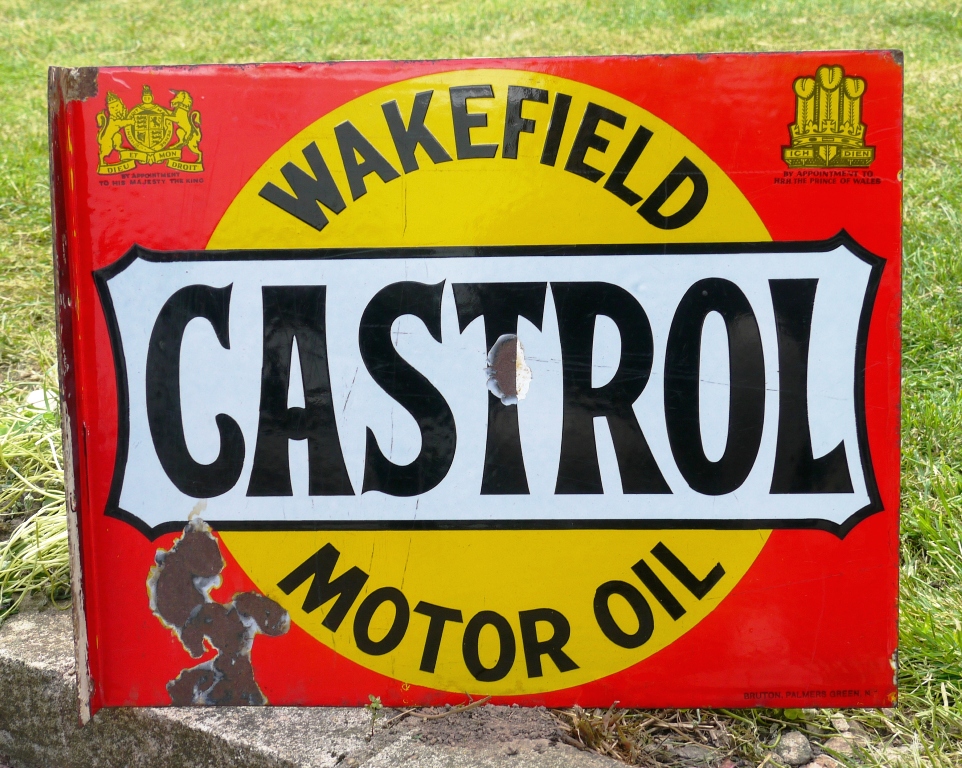 DIEU ET MON DROIT
BY APPOINTMENT
TO HIS MAJESTY THE KING
ICH DIEN
BY APPOINTMENT TO
H.R.H. THE PRINCE OF WALES
WAKEFIELD
CASTROL
MOTOR OIL
BRUTON, PALMERS GREEN, N.